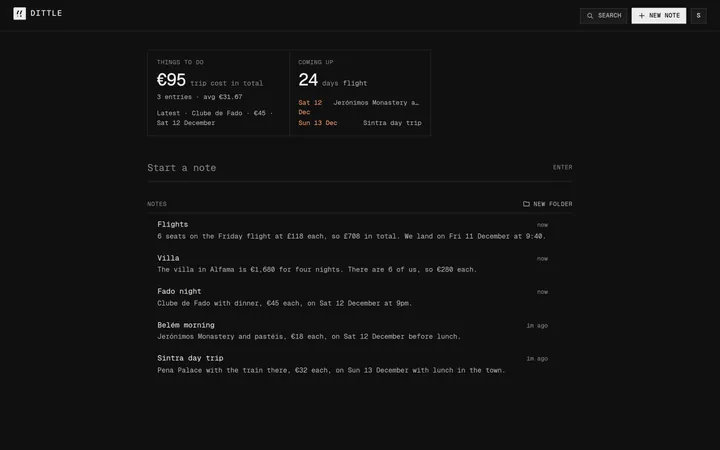 DITTLE
SEARCH
NEW NOTE
S
THINGS TO DO
€95 trip cost in total
3 entries · avg €31.67
Latest · Clube de Fado · €45 ·
Sat 12 December
COMING UP
24 days flight
Sat 12 Dec Jerónimos Monastery a…
Sun 13 Dec Sintra day trip
Start a note
ENTER
NOTES
NEW FOLDER
Flights
now
6 seats on the Friday flight at £118 each, so £708 in total. We land on Fri 11 December at 9:40.
Villa
now
The villa in Alfama is €1,680 for four nights. There are 6 of us, so €280 each.
Fado night
now
Clube de Fado with dinner, €45 each, on Sat 12 December at 9pm.
Belém morning
1m ago
Jerónimos Monastery and pastéis, €18 each, on Sat 12 December before lunch.
Sintra day trip
1m ago
Pena Palace with the train there, €32 each, on Sun 13 December with lunch in the town.